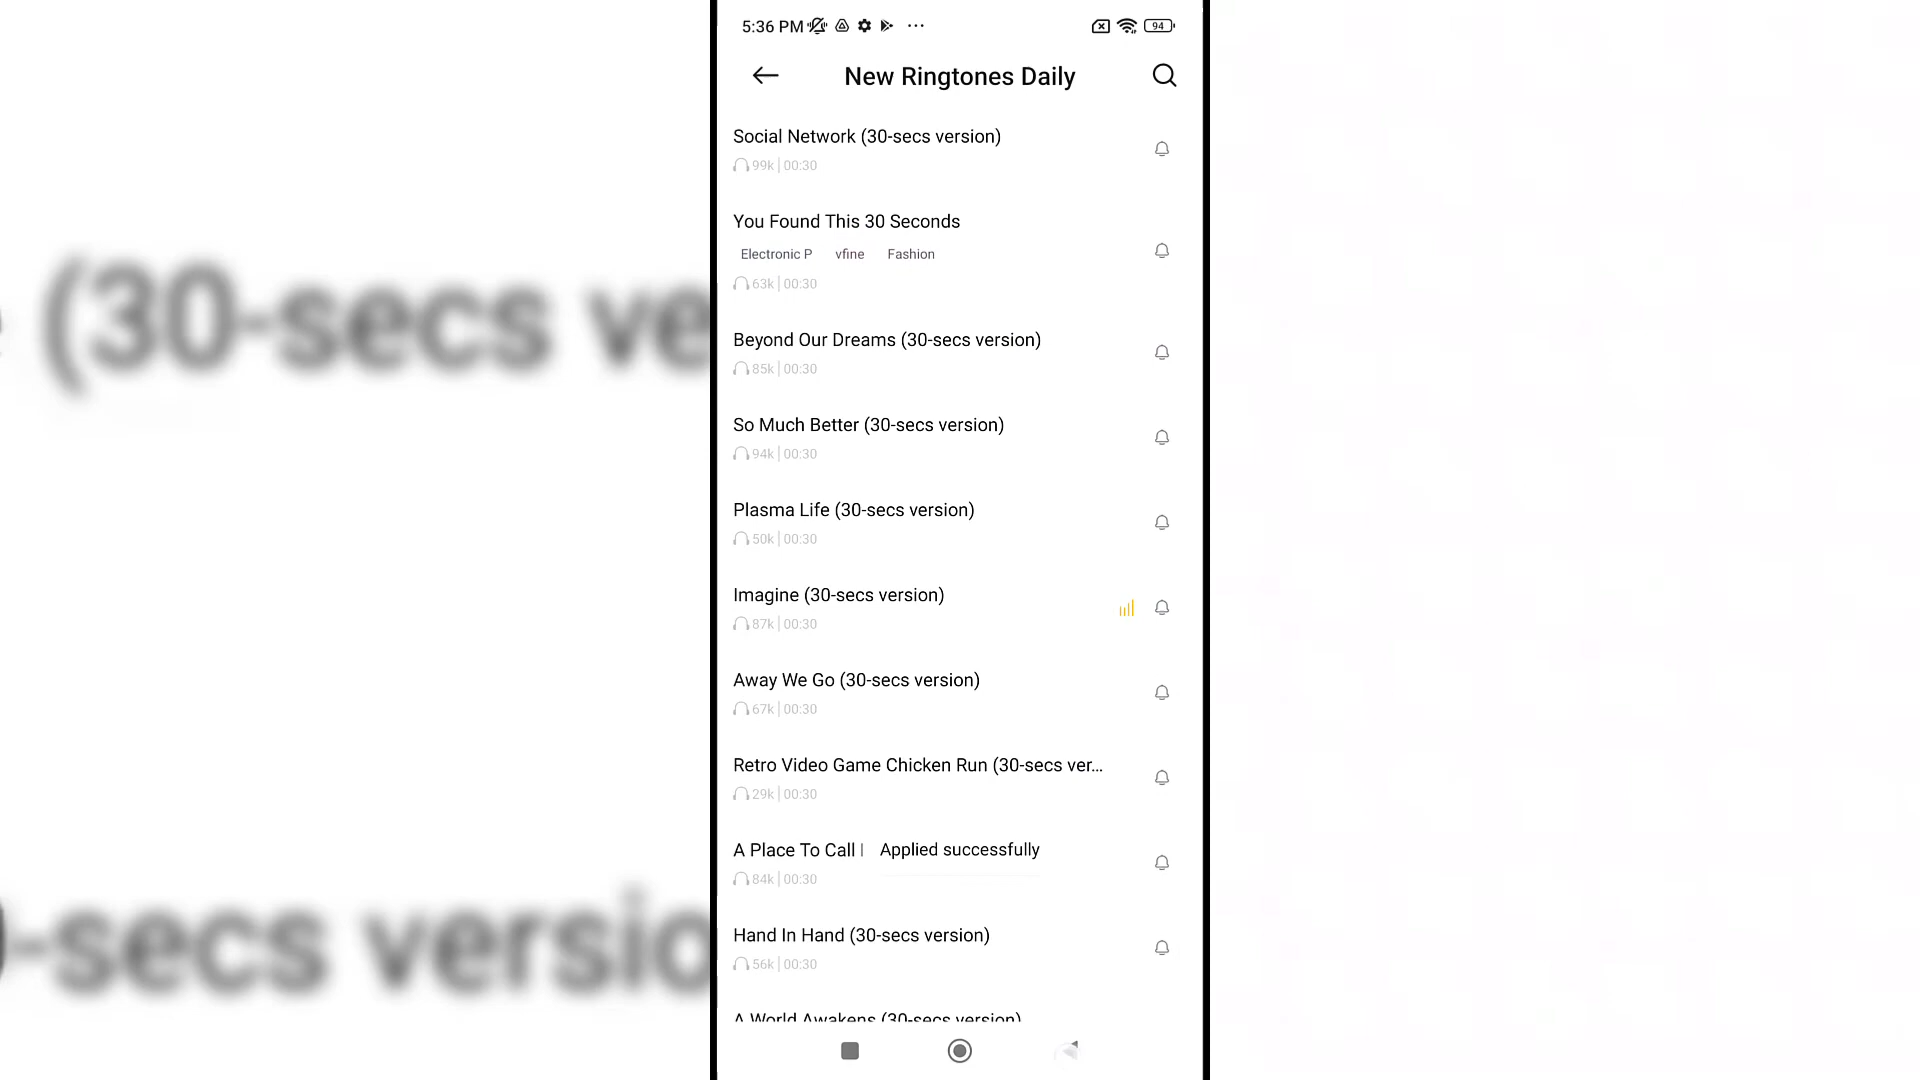 5:36 PM
94
New Ringtones Daily
Social Network (30-secs version)
99k | 00:30
You Found This 30 Seconds
Electronic P vfine Fashion
63k | 00:30
Beyond Our Dreams (30-secs version)
85k | 00:30
So Much Better (30-secs version)
94k | 00:30
Plasma Life (30-secs version)
50k | 00:30
Imagine (30-secs version)
87k | 00:30
Away We Go (30-secs version)
67k | 00:30
Retro Video Game Chicken Run (30-secs ver...
29k | 00:30
A Place To Call
Applied successfully
84k | 00:30
Hand In Hand (30-secs version)
56k | 00:30
A World Awakens (30-secs version)
(30-secs ve
-secs versio